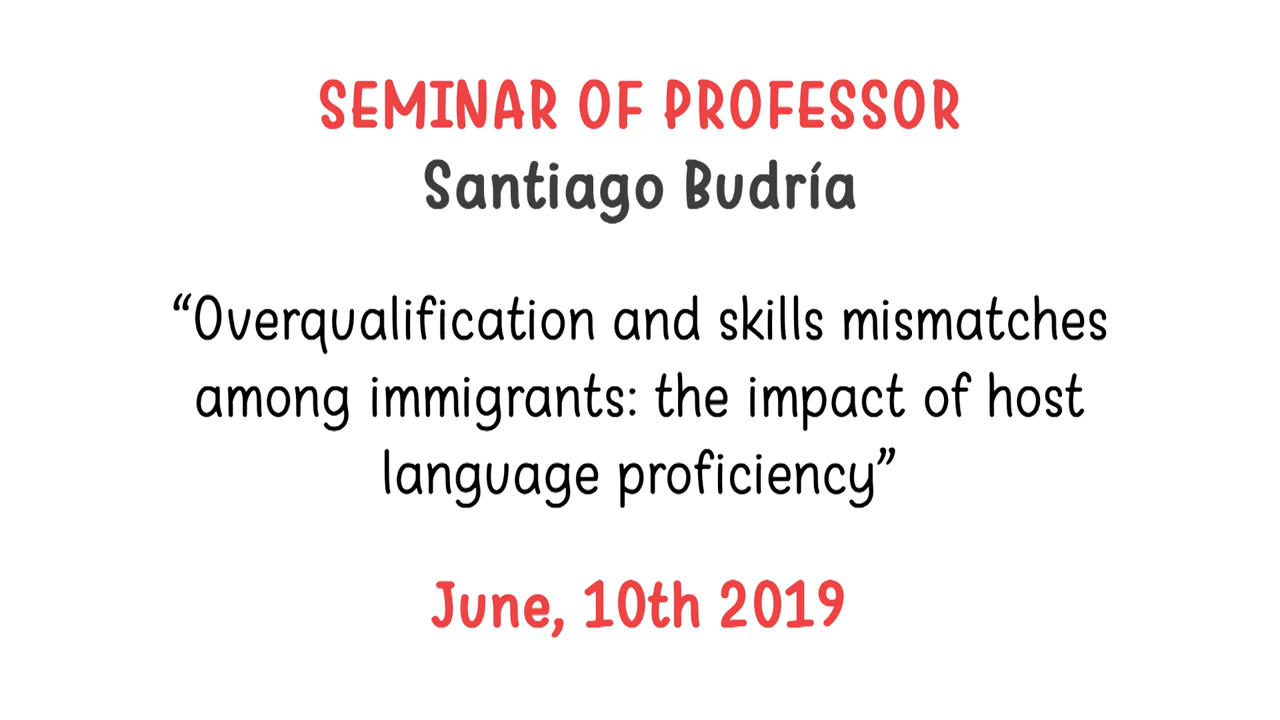 SEMINAR OF PROFESSOR
Santiago Budría
“Overqualification and skills mismatches
among immigrants: the impact of host
language proficiency”
June, 10th 2019